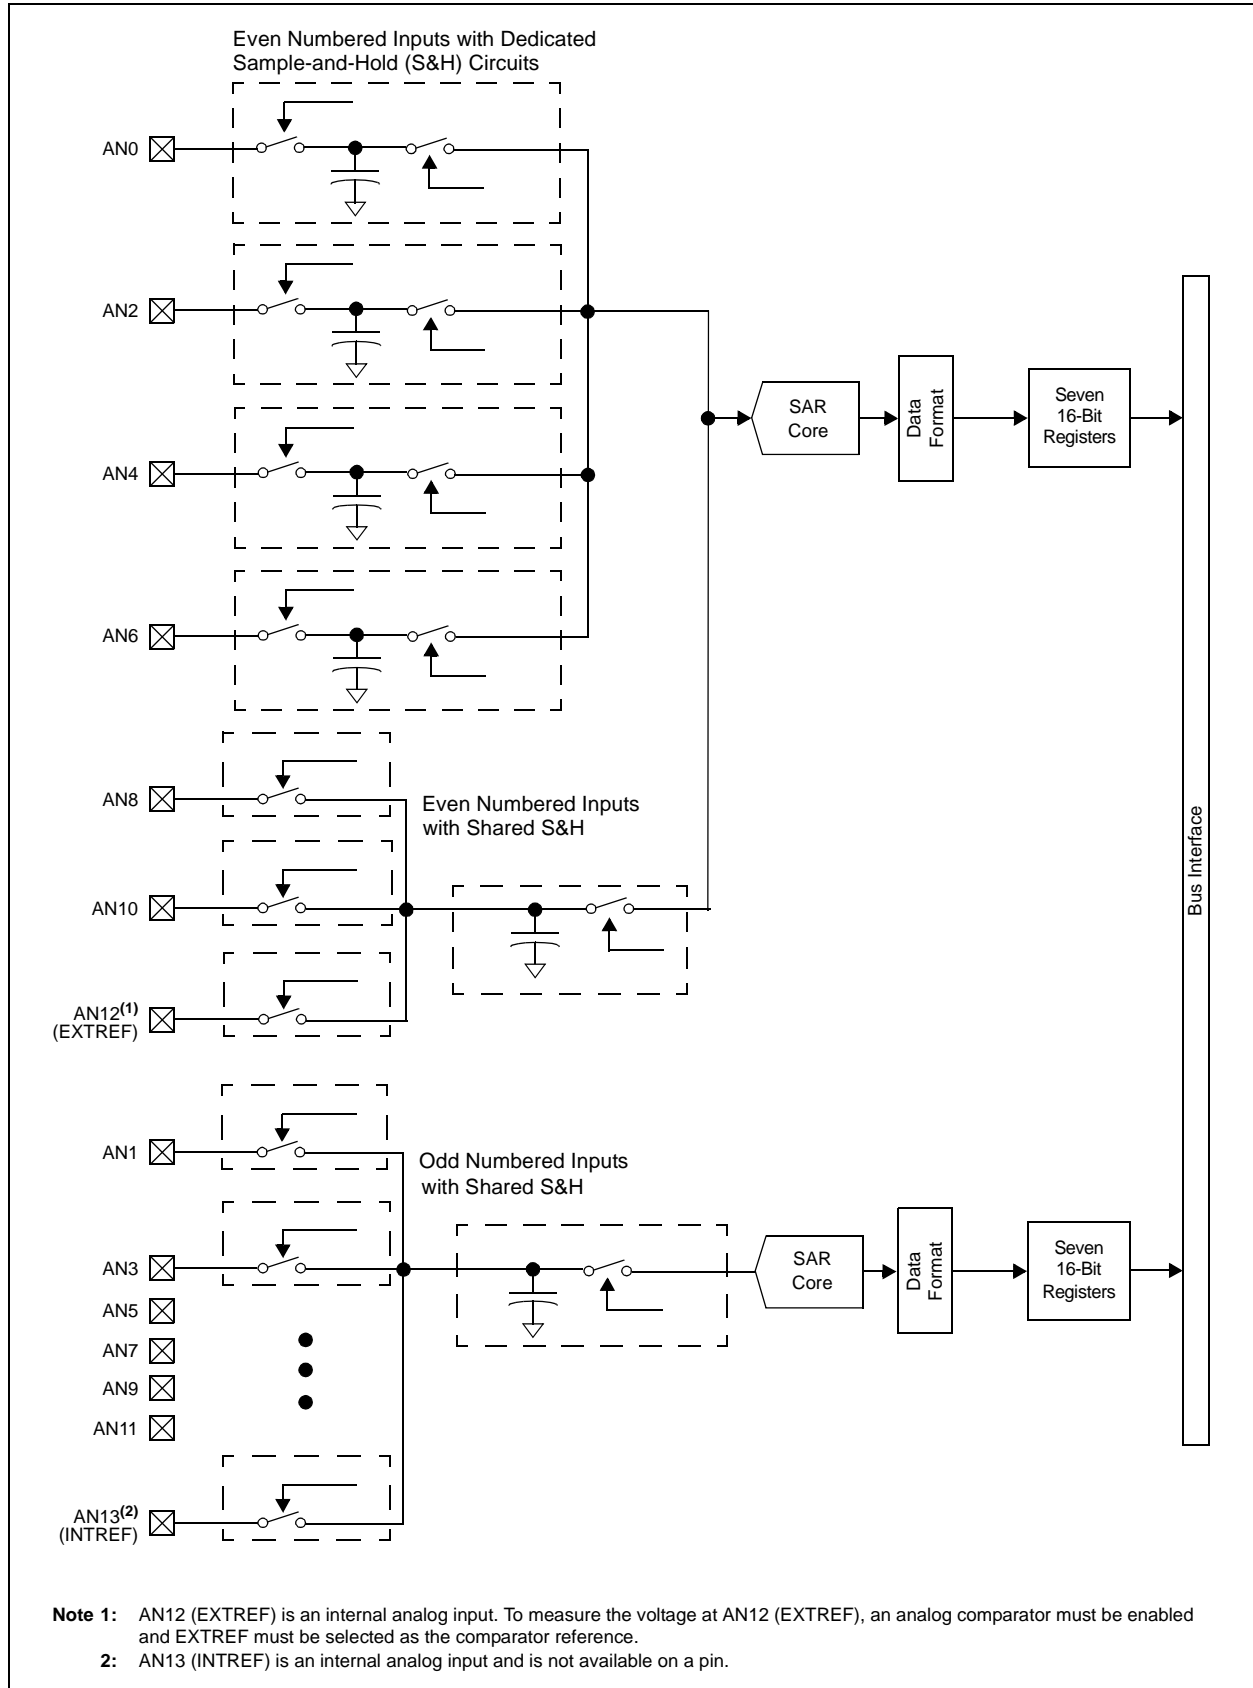 Even Numbered Inputs with Dedicated
Sample-and-Hold (S&H) Circuits
AN0
AN2
AN4
AN6
SAR
Core
Data
Format
Seven
16-Bit
Registers
Bus Interface
AN8
Even Numbered Inputs
with Shared S&H
AN10
AN12(1)
(EXTREF)
AN1
Odd Numbered Inputs
with Shared S&H
AN3
SAR
Core
Data
Format
Seven
16-Bit
Registers
AN5
AN7
AN9
AN11
AN13(2)
(INTREF)
Note 1: AN12 (EXTREF) is an internal analog input. To measure the voltage at AN12 (EXTREF), an analog comparator must be enabled
and EXTREF must be selected as the comparator reference.
2: AN13 (INTREF) is an internal analog input and is not available on a pin.